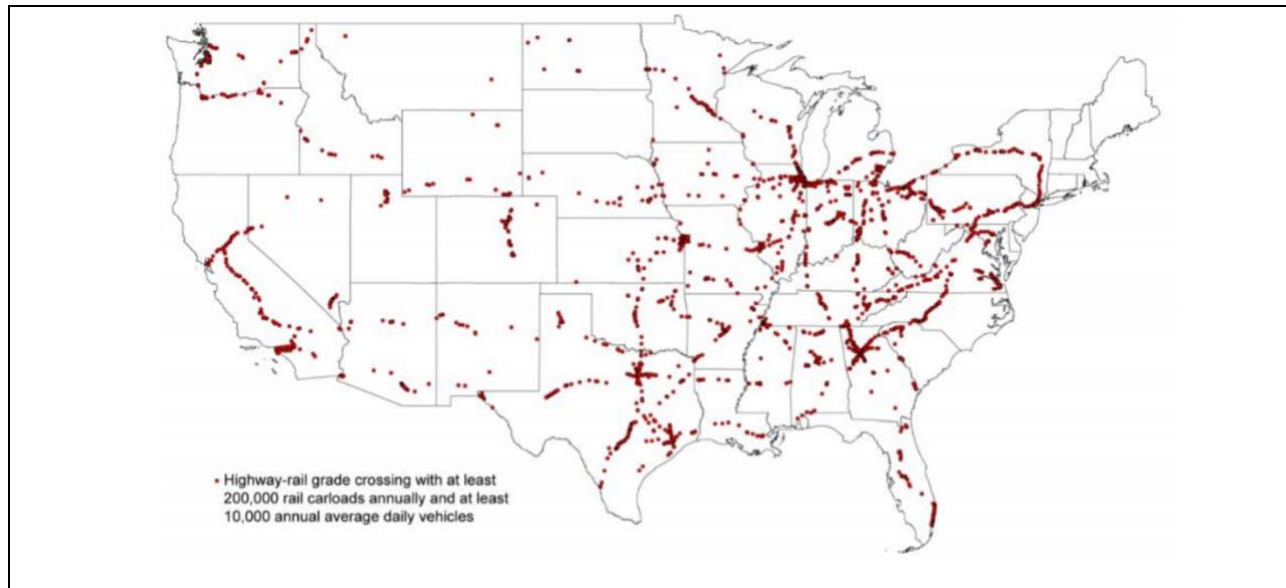 Highway-rail grade crossing with at least
200,000 rail carloads annually and at least
10,000 annual average daily vehicles